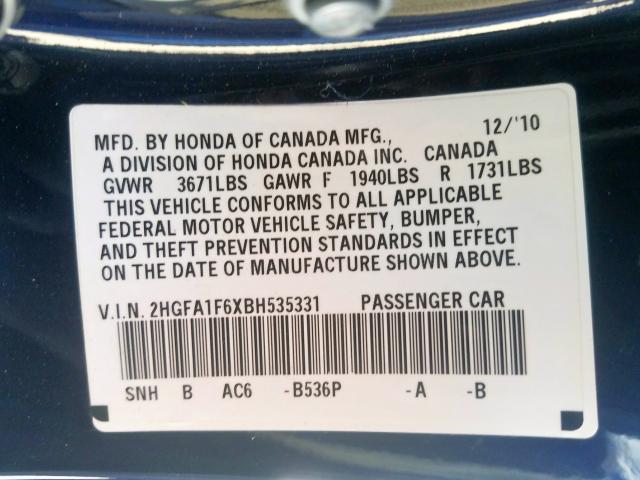 MFD. BY HONDA OF CANADA MFG., 12/'10
A DIVISION OF HONDA CANADA INC. CANADA
GVWR 3671LBS GAWR F 1940LBS R 1731LBS
THIS VEHICLE CONFORMS TO ALL APPLICABLE
FEDERAL MOTOR VEHICLE SAFETY, BUMPER,
AND THEFT PREVENTION STANDARDS IN EFFECT
ON THE DATE OF MANUFACTURE SHOWN ABOVE.
V.I.N. 2HGFA1F6XBH535331 PASSENGER CAR
SNH B AC6 -B536P -A -B